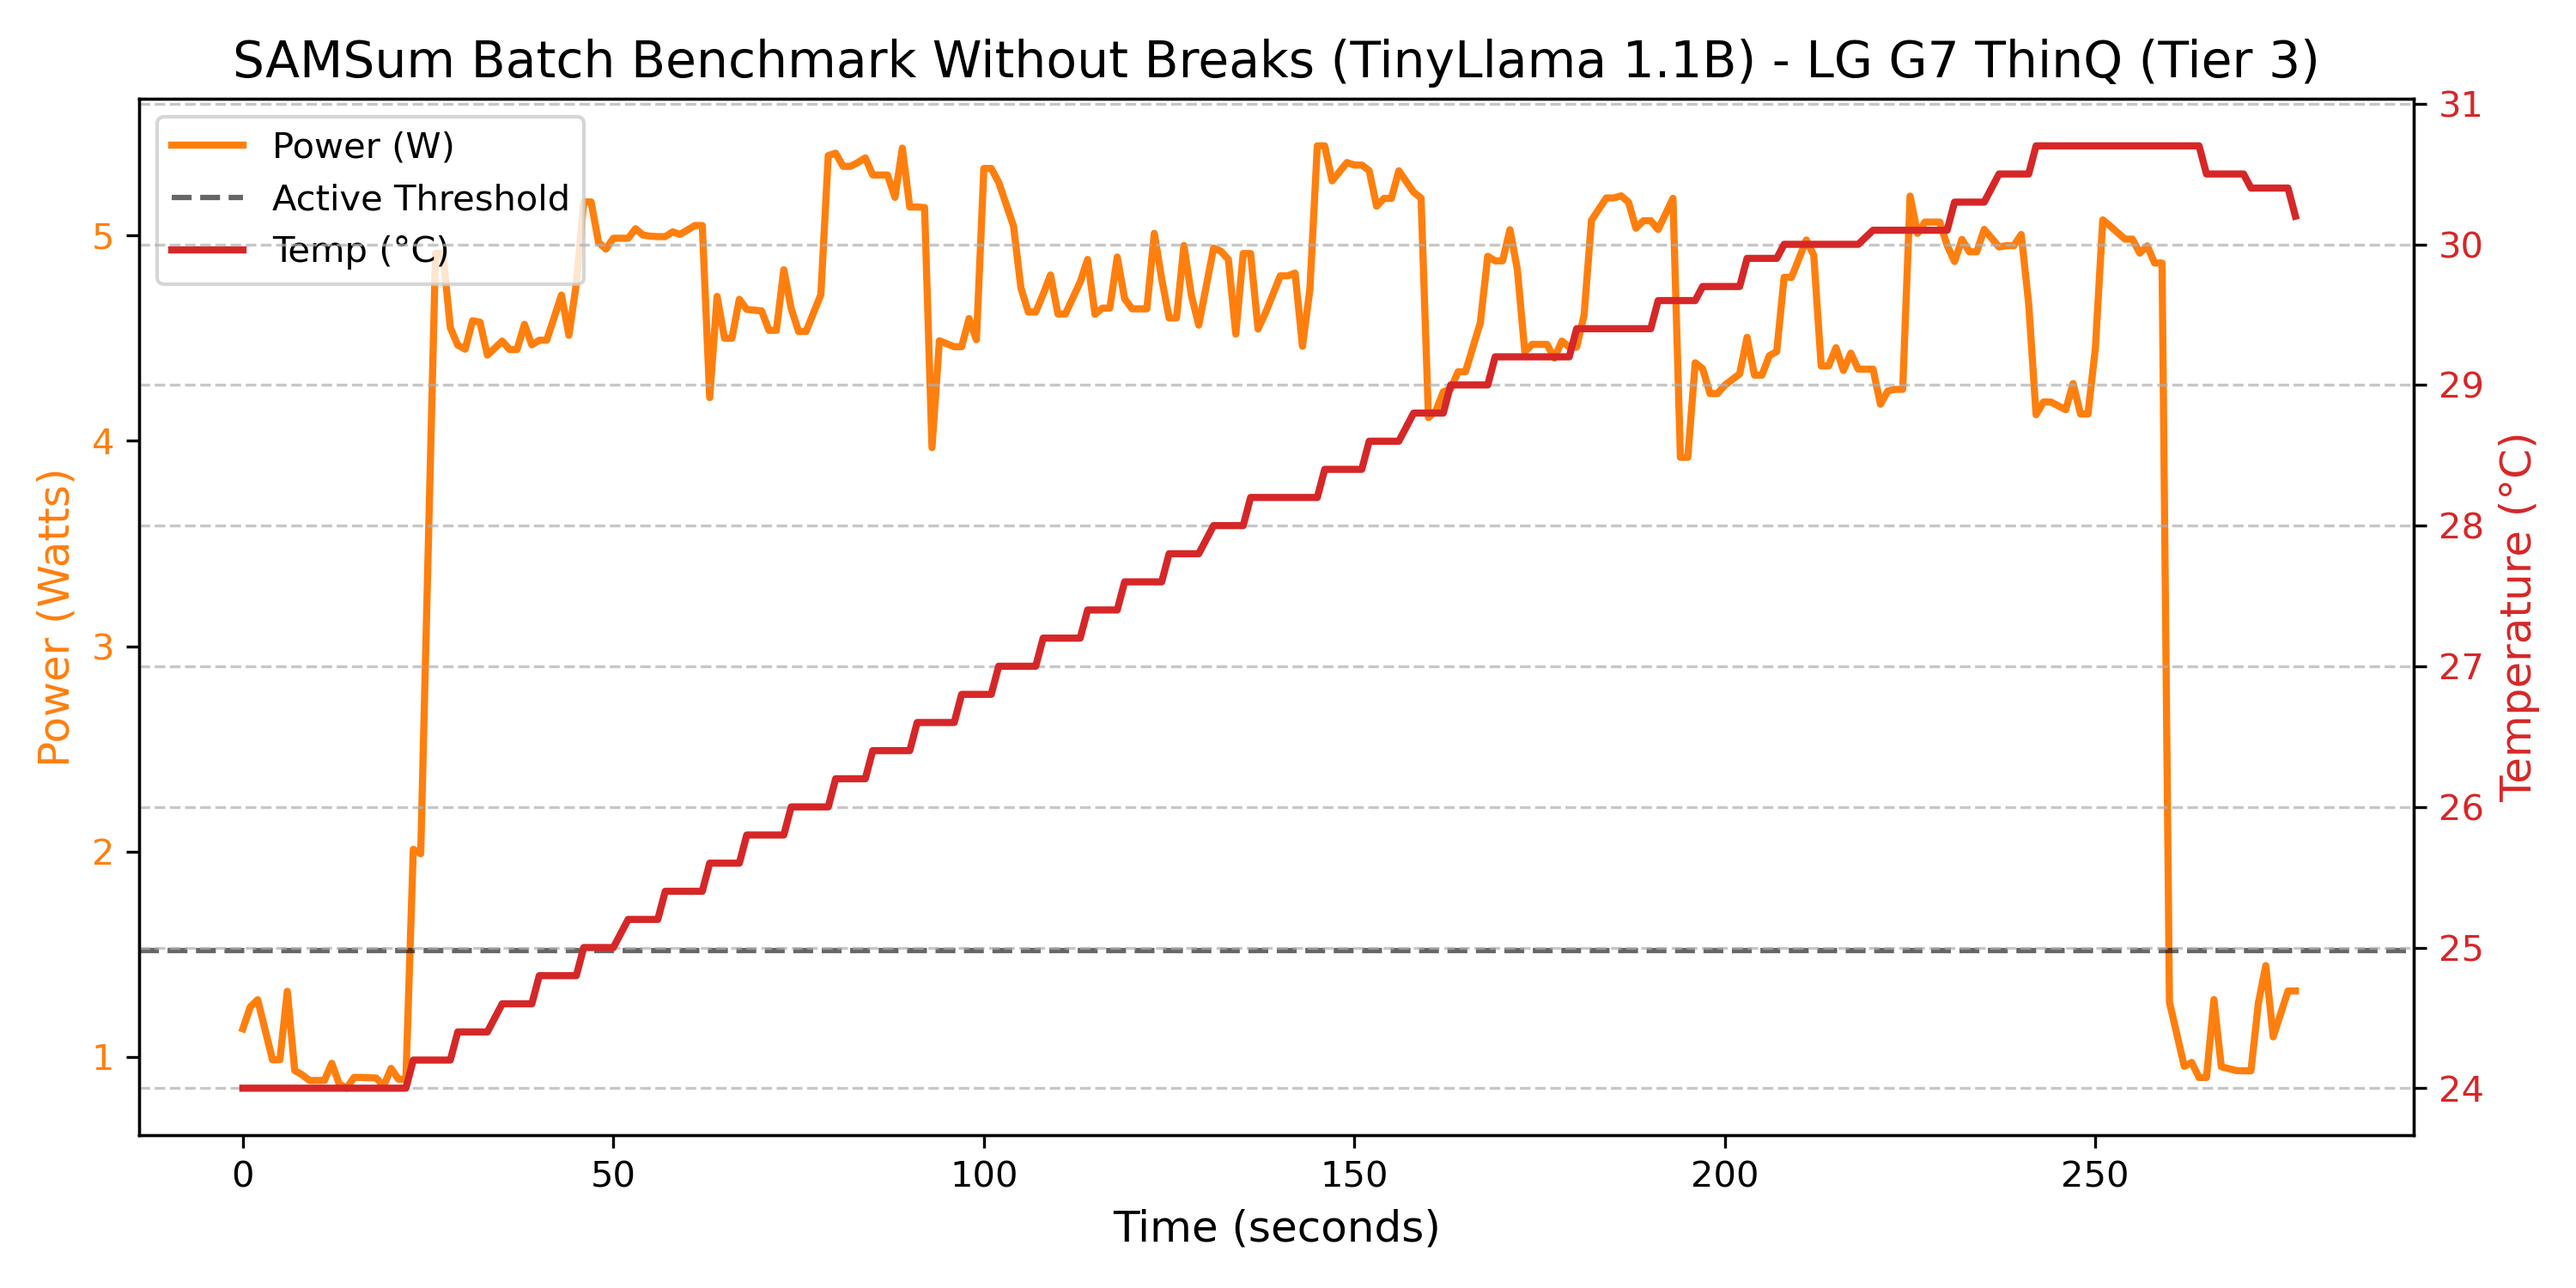 SAMSum Batch Benchmark Without Breaks (TinyLlama 1.1B) - LG G7 ThinQ (Tier 3)
Power (W)
Active Threshold
Temp (°C)
Power (Watts)
5
4
3
2
1
31
30
29
28
27
26
25
24
Temperature (°C)
0 50 100 150 200 250
Time (seconds)